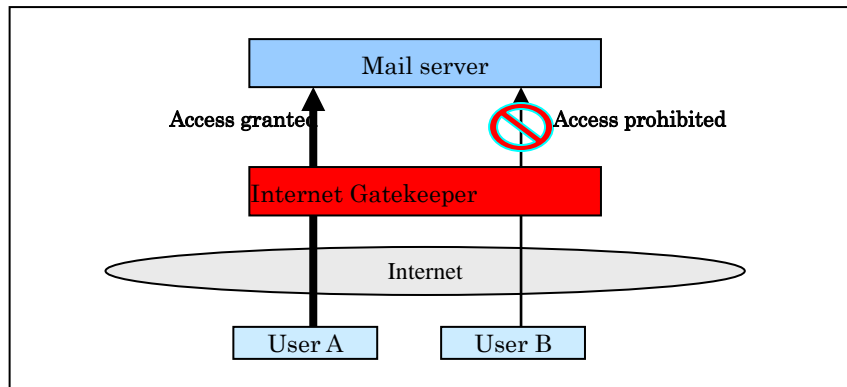 Mail server
Access granted
Access prohibited
Internet Gatekeeper
Internet
User A
User B